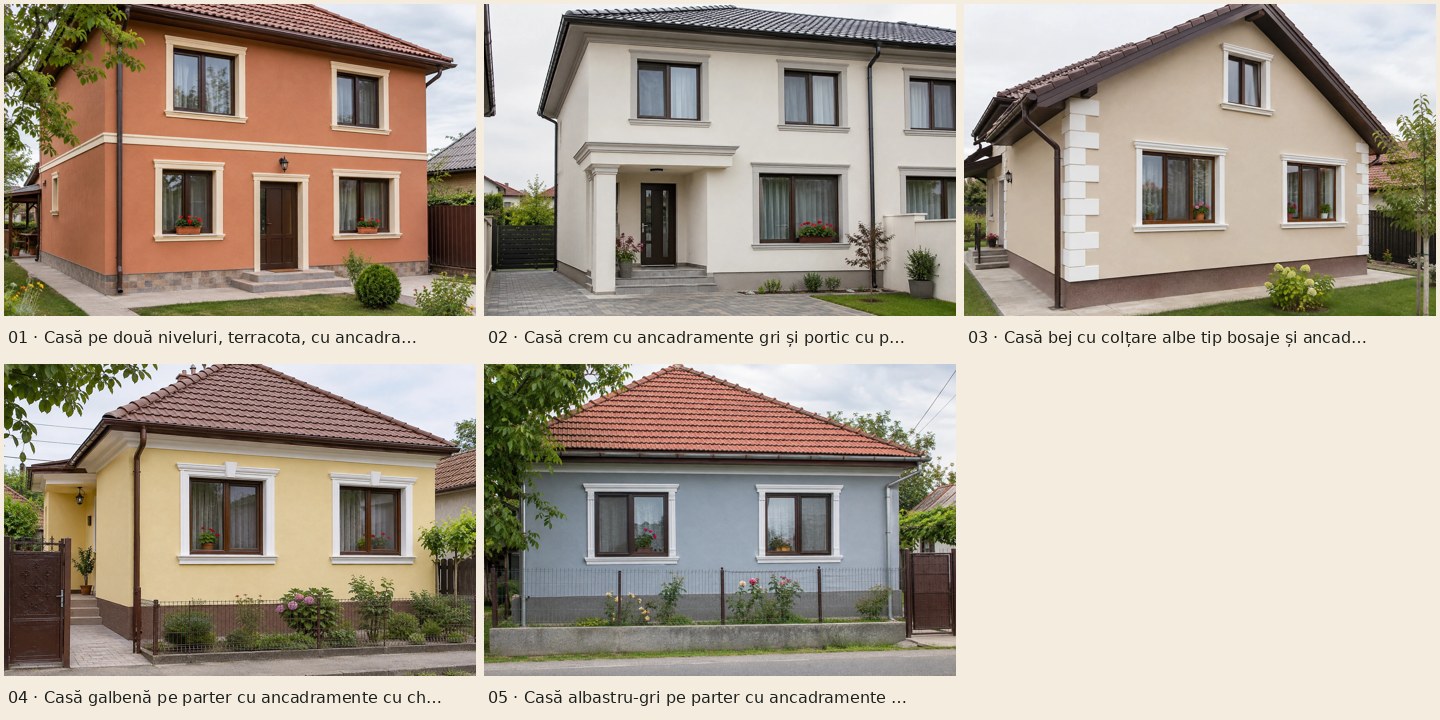 01 · Casă pe două niveluri, terracota, cu ancadra…
02 · Casă crem cu ancadramente gri și portic cu p…
03 · Casă bej cu colțare albe tip bosaje și ancad…
04 · Casă galbenă pe parter cu ancadramente cu ch…
05 · Casă albastru-gri pe parter cu ancadramente …